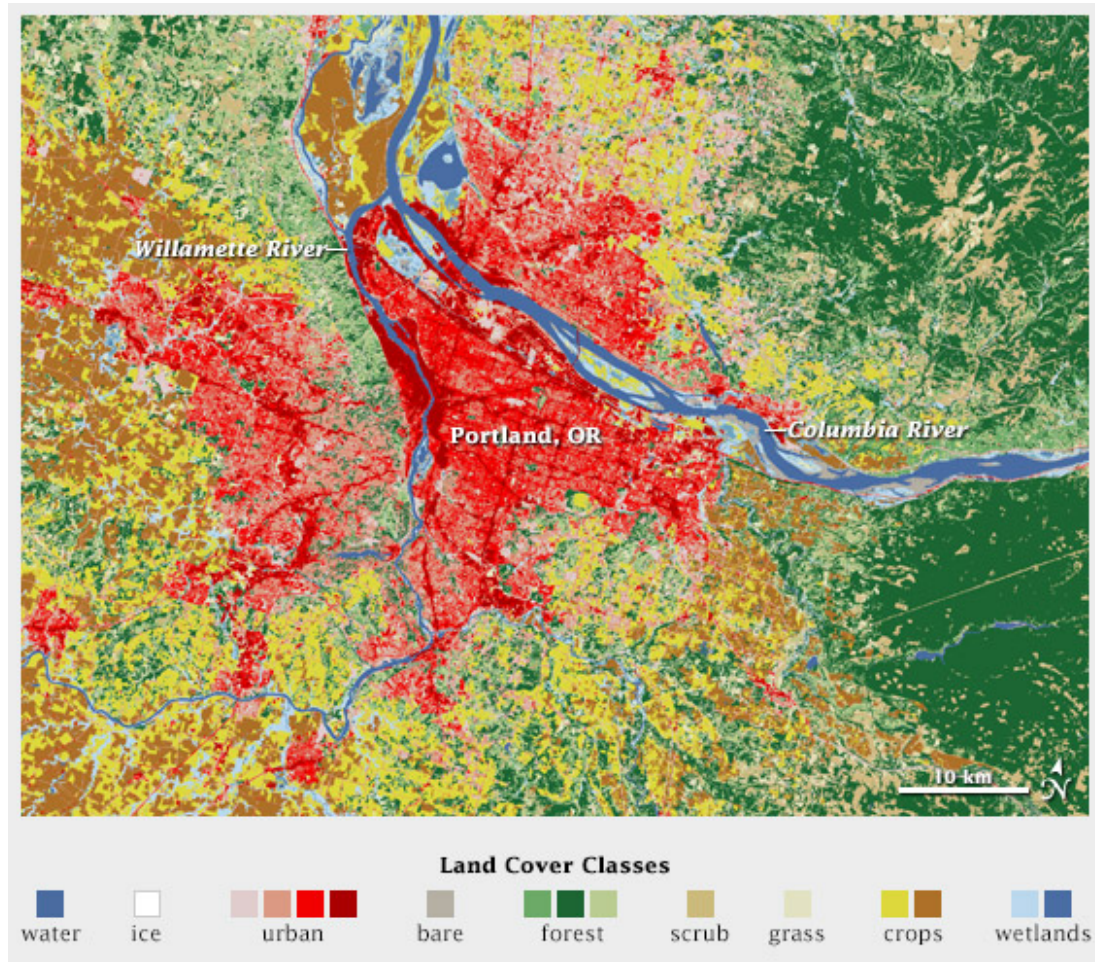 Willamette River
Portland, OR
Columbia River
10 km
N
Land Cover Classes
water ice urban bare forest scrub grass crops wetlands